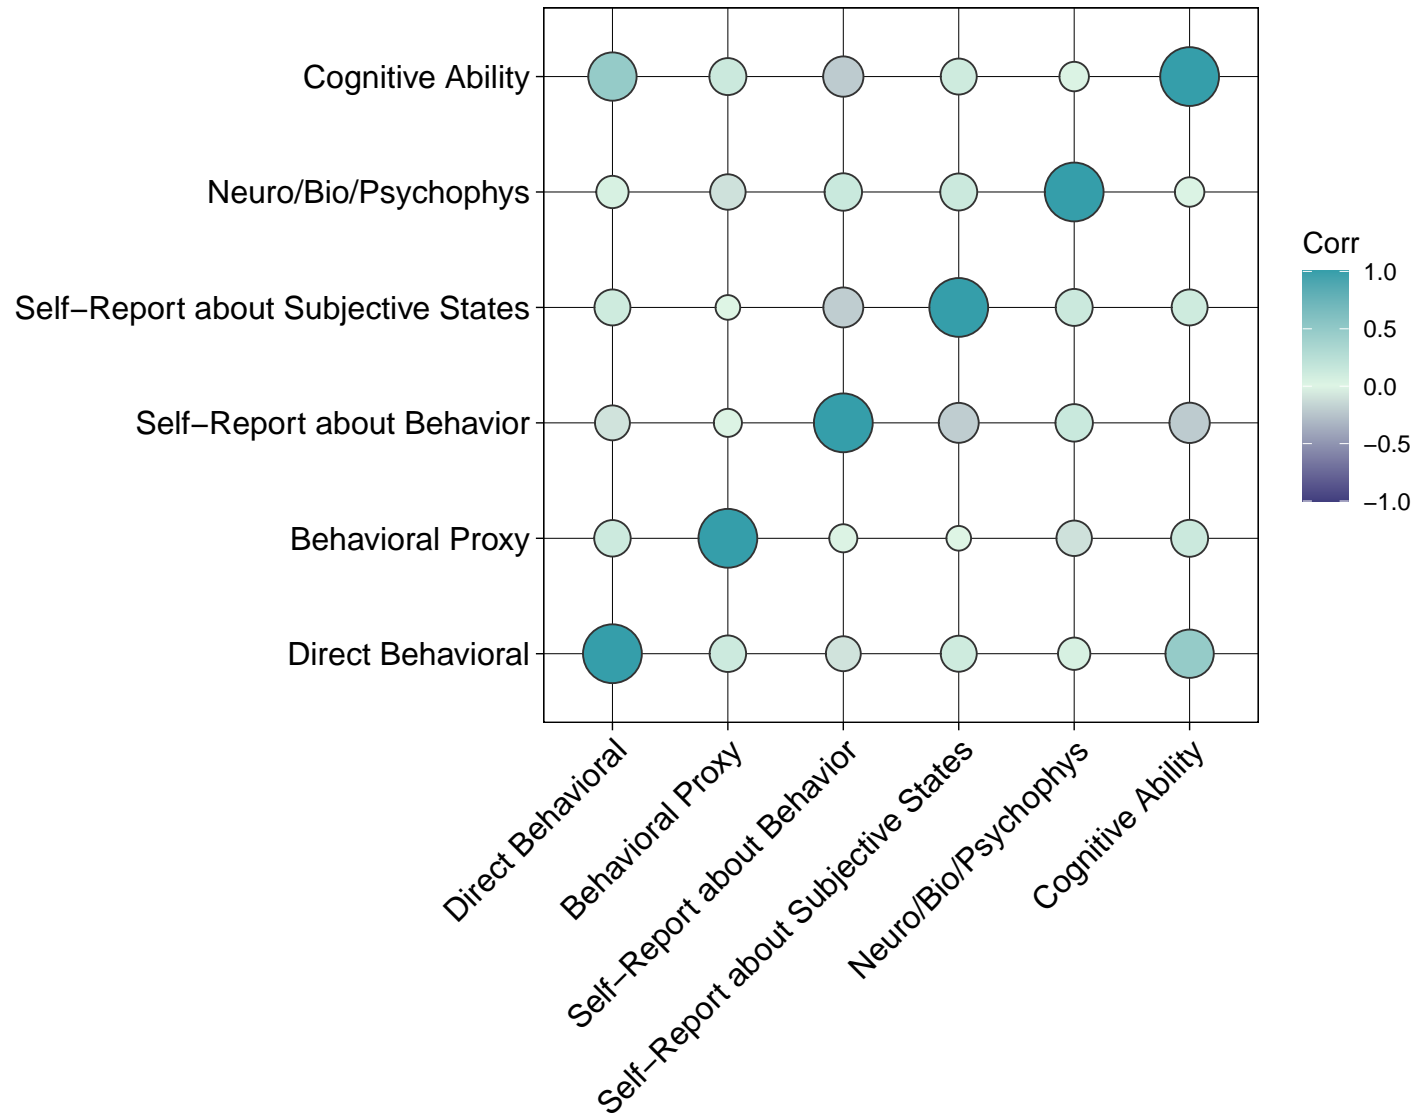 Cognitive Ability
Neuro/Bio/Psychophys
Self−Report about Subjective States
Self−Report about Behavior
Behavioral Proxy
Direct Behavioral
Direct Behavioral
Behavioral Proxy
Self−Report about Behavior
Self−Report about Subjective States
Neuro/Bio/Psychophys
Cognitive Ability
Corr
1.0
0.5
0.0
−0.5
−1.0